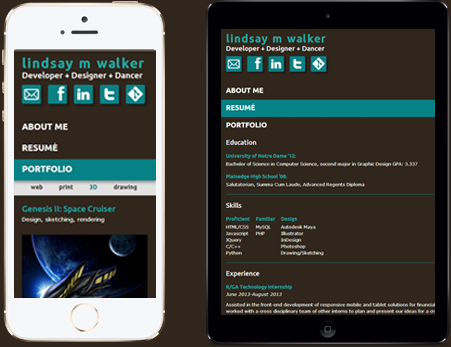 lindsay m walker
Developer + Designer + Dancer
f in t
ABOUT ME
RESUMÉ
PORTFOLIO
web print 3D drawing
Genesis II: Space Cruiser
Design, sketching, rendering
lindsay m walker
Developer + Designer + Dancer
f in t
ABOUT ME
RESUMÉ
PORTFOLIO
Education
University of Notre Dame '12:
Bachelor of Science in Computer Science, second major in Graphic Design GPA: 3.337
Plainedge High School '08:
Salutatorian, Summa Cum Laude, Advanced Regents Diploma
Skills
Proficient Familiar Design
HTML/CSS MySQL Autodesk Maya
Javascript PHP Illustrator
JQuery InDesign
C/C++ Photoshop
Python Drawing/Sketching
Experience
R/GA Technology Internship
June 2013-August 2013
Assisted in the front-end development of responsive mobile and tablet solutions for financial
worked with a cross disciplinary team of other interns to plan and present our ideas for a